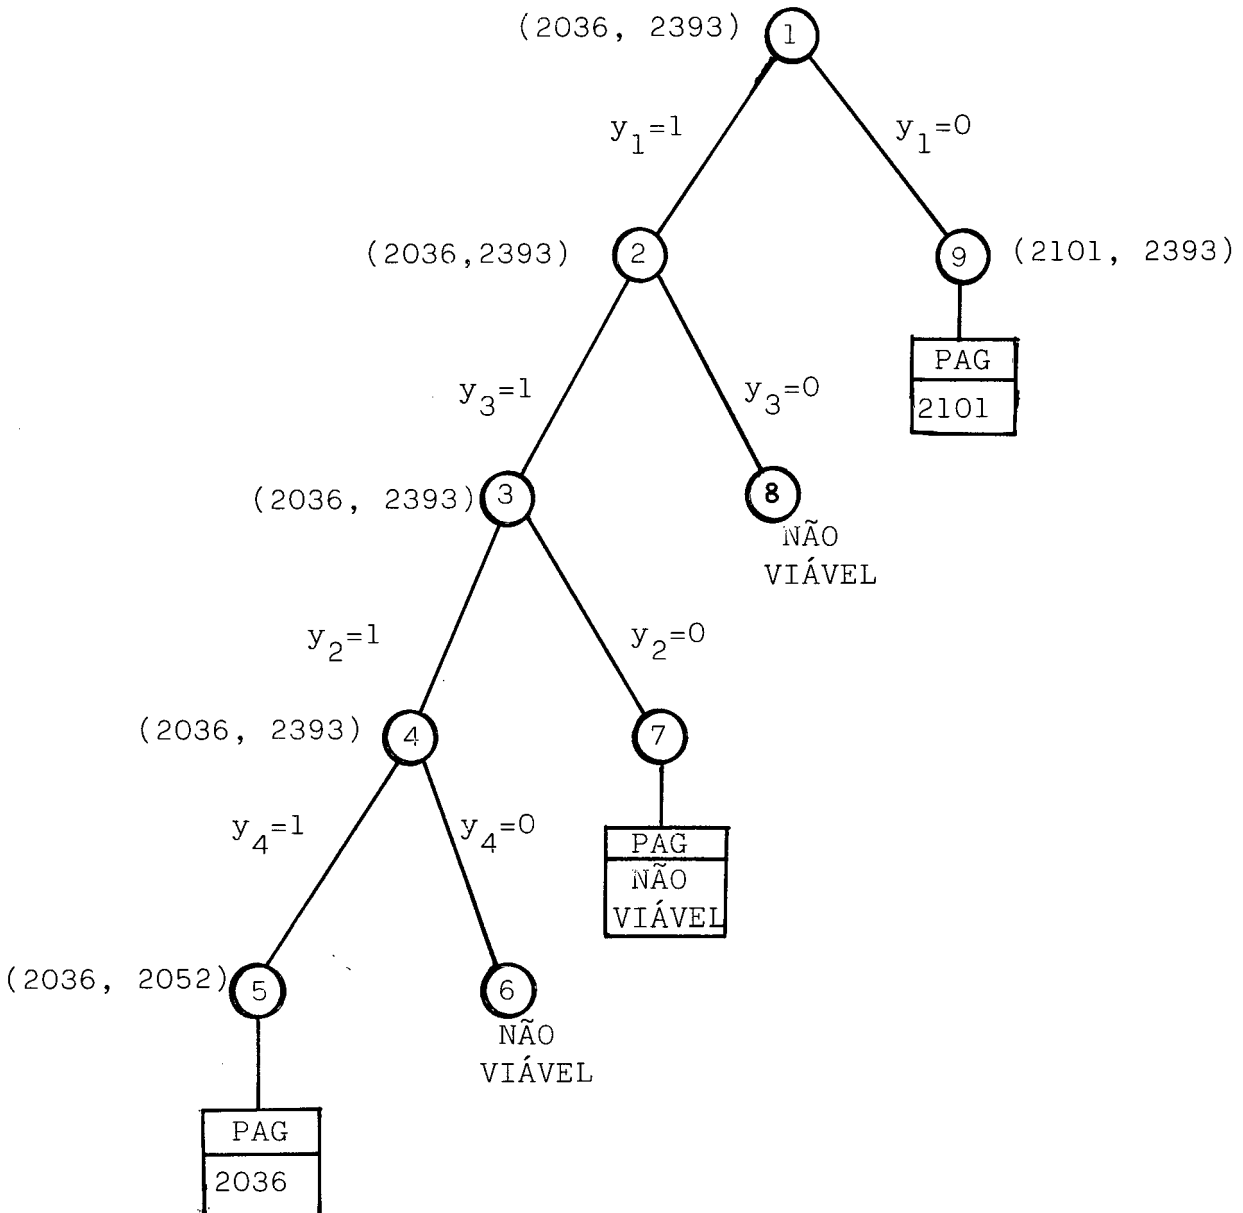 (2036, 2393) 1
y1=1 y1=0
(2036,2393) 2 9 (2101, 2393)
PAG
2101
y3=1 y3=0
(2036, 2393) 3 8
NÃO
VIÁVEL
y2=1 y2=0
(2036, 2393) 4 7
y4=1 y4=0
PAG
NÃO
VIÁVEL
(2036, 2052) 5 6
NÃO
VIÁVEL
PAG
2036